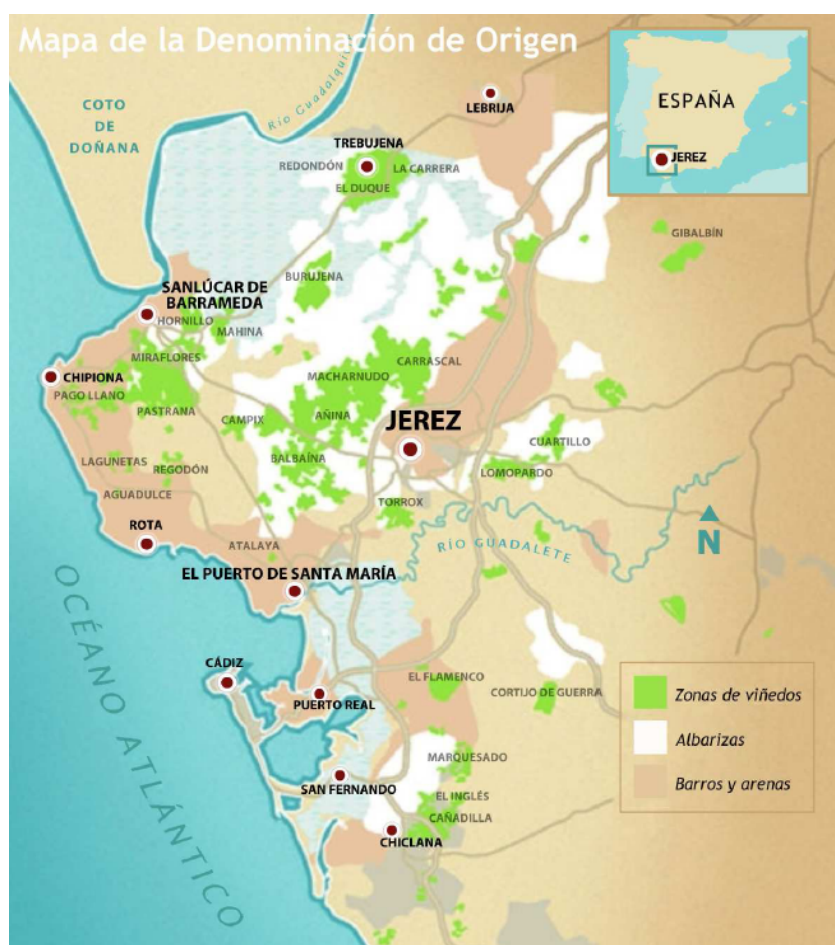 Mapa de la Denominación de Origen
ESPAÑA
JEREZ
COTO
DE
DOÑANA
Río Guadalquivir
LEBRIJA
TREBUJENA
REDONDÓN
LA CARRERA
EL DUQUE
GIBALBÍN
BURUJENA
SANLÚCAR DE
BARRAMEDA
HORNILLO
MAHINA
MIRAFLORES
CARRASCAL
CHIPIONA
MACHARNUDO
PAGO LLANO
PASTRANA
CAMPIX
AÑINA
JEREZ
CUARTILLO
LAGUNETAS
REGODÓN
BALBAÍNA
LOMOPARDO
AGUADULCE
TORROX
ROTA
ATALAYA
RÍO GUADALETE
N
EL PUERTO DE SANTA MARÍA
OCÉANO ATLÁNTICO
CÁDIZ
EL FLAMENCO
PUERTO REAL
CORTIJO DE GUERRA
Zonas de viñedos
Albarizas
Barros y arenas
MARQUESADO
SAN FERNANDO
EL INGLÉS
CAÑADILLA
CHICLANA